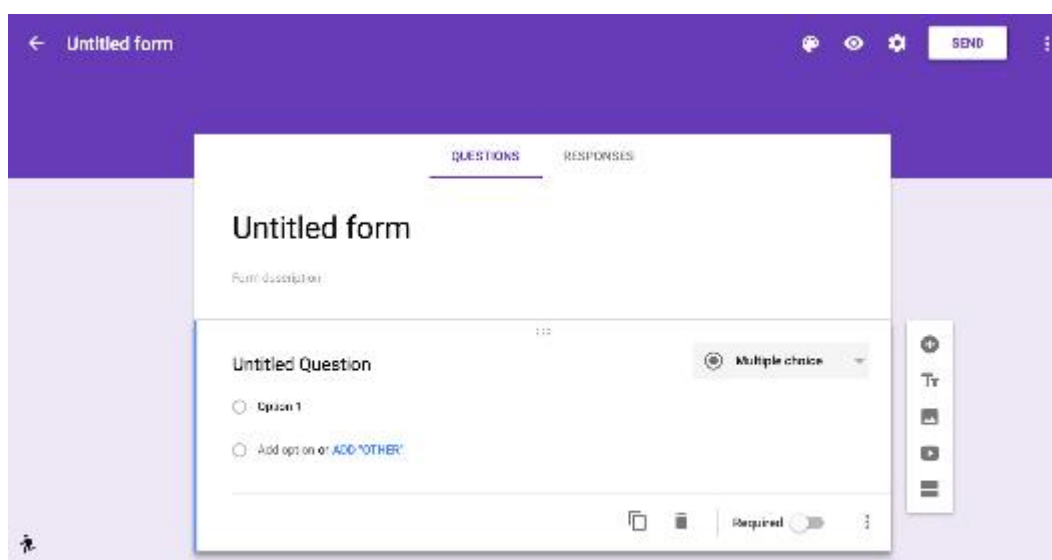 Untitled form
SEND
QUESTIONS RESPONSES
Untitled form
Form description
Untitled Question
Multiple choice
Option 1
Add option or ADD "OTHER"
Required